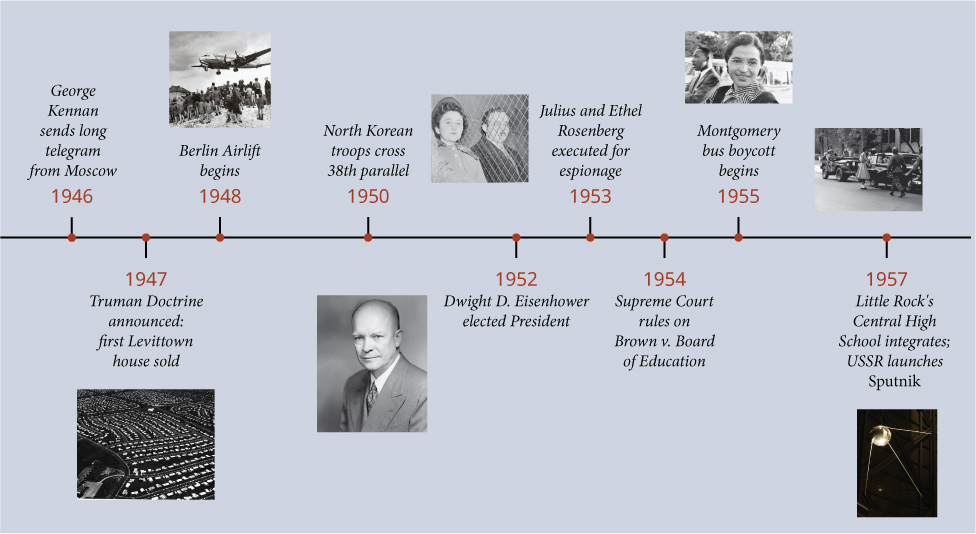 George
Kennan
sends long
telegram
from Moscow
1946
1947
Truman Doctrine
announced:
first Levittown
house sold
Berlin Airlift
begins
1948
North Korean
troops cross
38th parallel
1950
1952
Dwight D. Eisenhower
elected President
Julius and Ethel
Rosenberg
executed for
espionage
1953
1954
Supreme Court
rules on
Brown v. Board
of Education
Montgomery
bus boycott
begins
1955
1957
Little Rock's
Central High
School integrates;
USSR launches
Sputnik